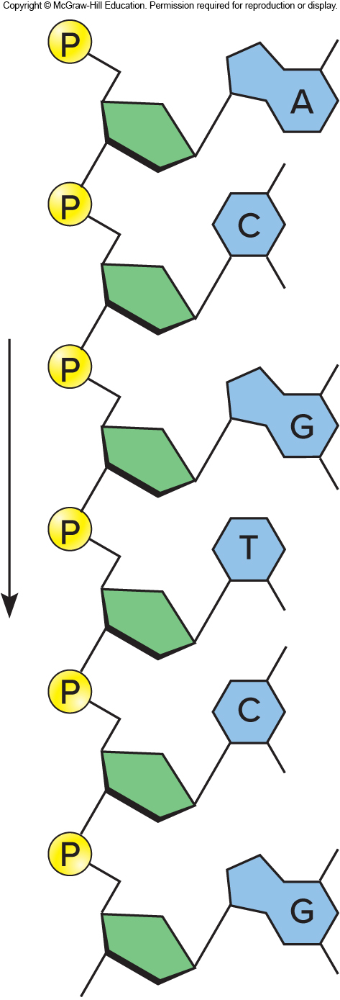 Copyright © McGraw-Hill Education. Permission required for reproduction or display.
P
A
P
C
P
G
P
T
P
C
P
G